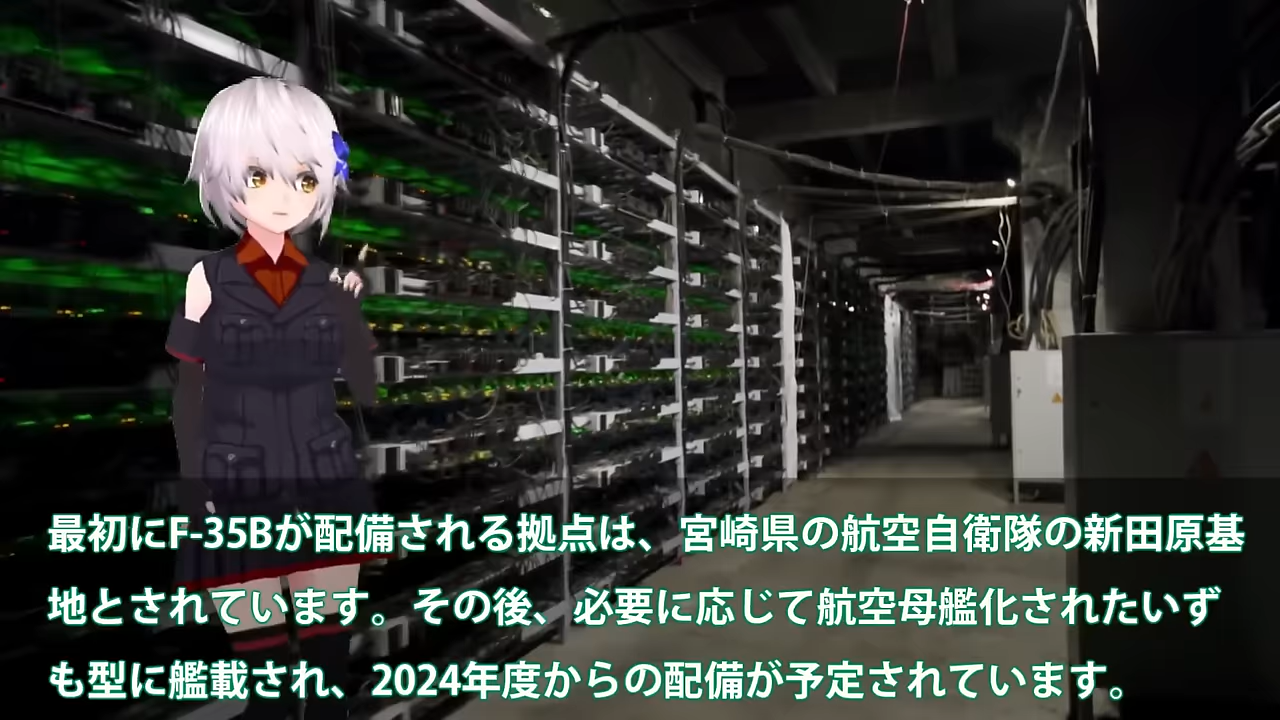 最初にF-35Bが配備される拠点は、宮崎県の航空自衛隊の新田原基
地とされています。その後、必要に応じて航空母艦化されたいず
も型に艦載され、2024年度からの配備が予定されています。